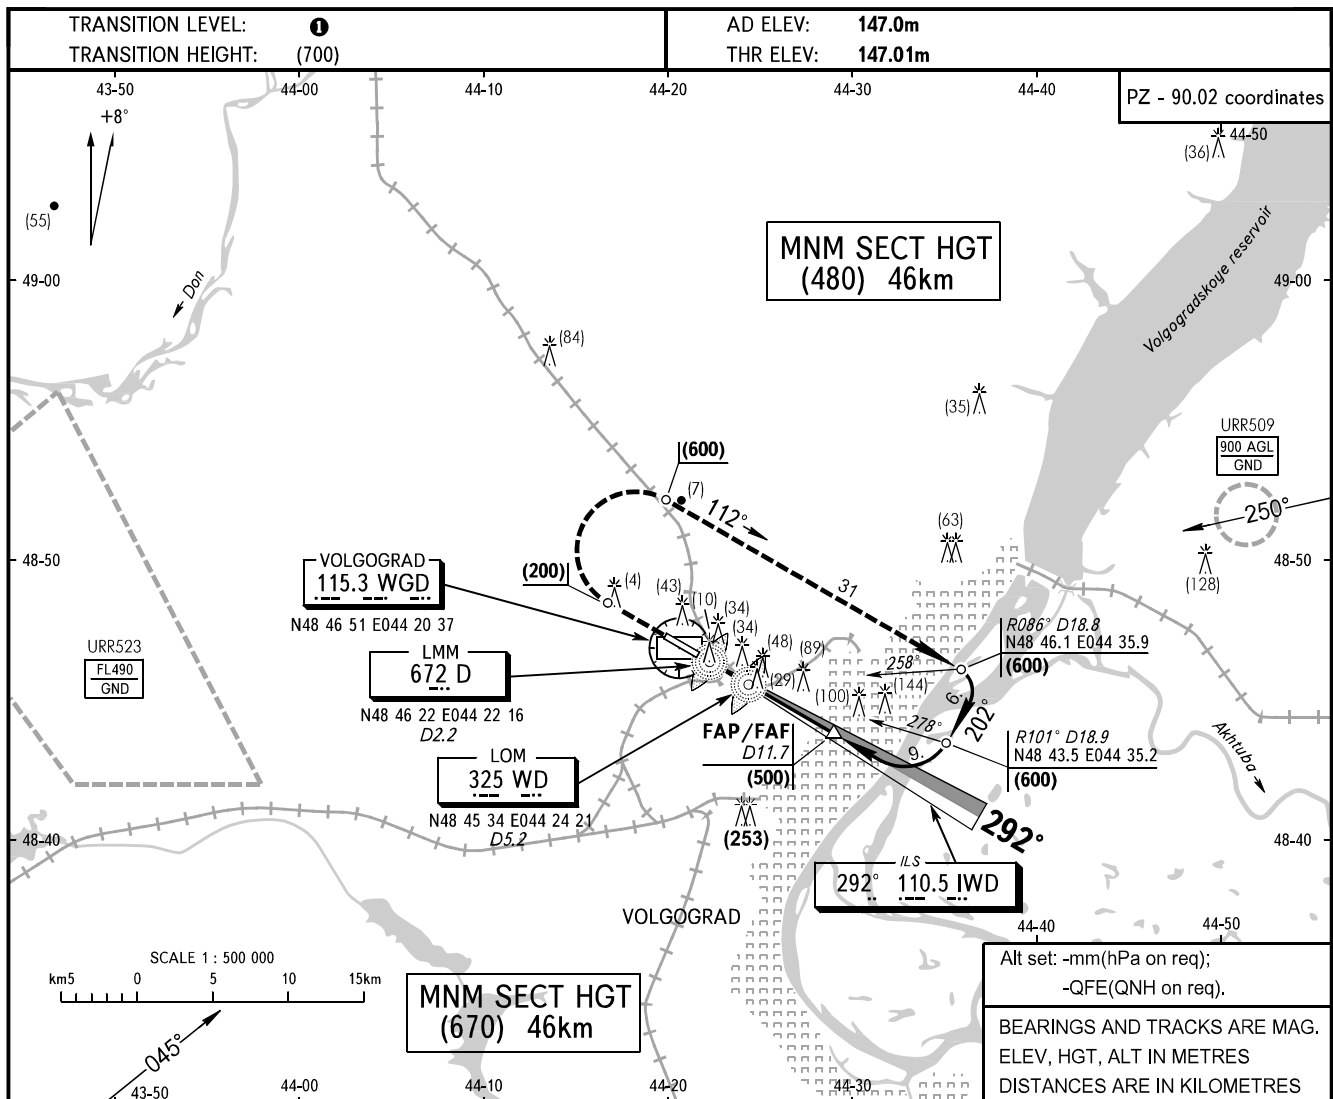 TRANSITION LEVEL: 1
TRANSITION HEIGHT: (700)
AD ELEV: 147.0m
THR ELEV: 147.01m
43-50 44-00 44-10 44-20 44-30 44-40
PZ - 90.02 coordinates
44-50
+8°
(36)
(55)
MNM SECT HGT
(480) 46km
Volgogradskoye reservoir
49-00
Don
49-00
(84)
(35)
URR509
900 AGL
GND
(600)
(7)
112°
250°
(63)
48-50
48-50
VOLGOGRAD
115.3 WGD
N48 46 51 E044 20 37
(200)
(4)
(43)
(10)
(34)
(34)
(48)
(89)
(29)
(100)
(144)
(128)
31
R086° D18.8
N48 46.1 E044 35.9
(600)
258°
6.
202°
278°
9.
R101° D18.9
N48 43.5 E044 35.2
(600)
URR523
FL490
GND
LMM
672 D
N48 46 22 E044 22 16
D2.2
FAP/FAF
D11.7
(500)
LOM
325 WD
N48 45 34 E044 24 21
D5.2
Akhtuba
48-40
(253)
292°
48-40
ILS
292° 110.5 IWD
VOLGOGRAD
44-40
44-50
SCALE 1 : 500 000
km5 0 5 10 15km
MNM SECT HGT
(670) 46km
045°
Alt set: -mm(hPa on req);
-QFE(QNH on req).
BEARINGS AND TRACKS ARE MAG.
ELEV, HGT, ALT IN METRES
DISTANCES ARE IN KILOMETRES
43-50 44-00 44-10 44-20 44-30